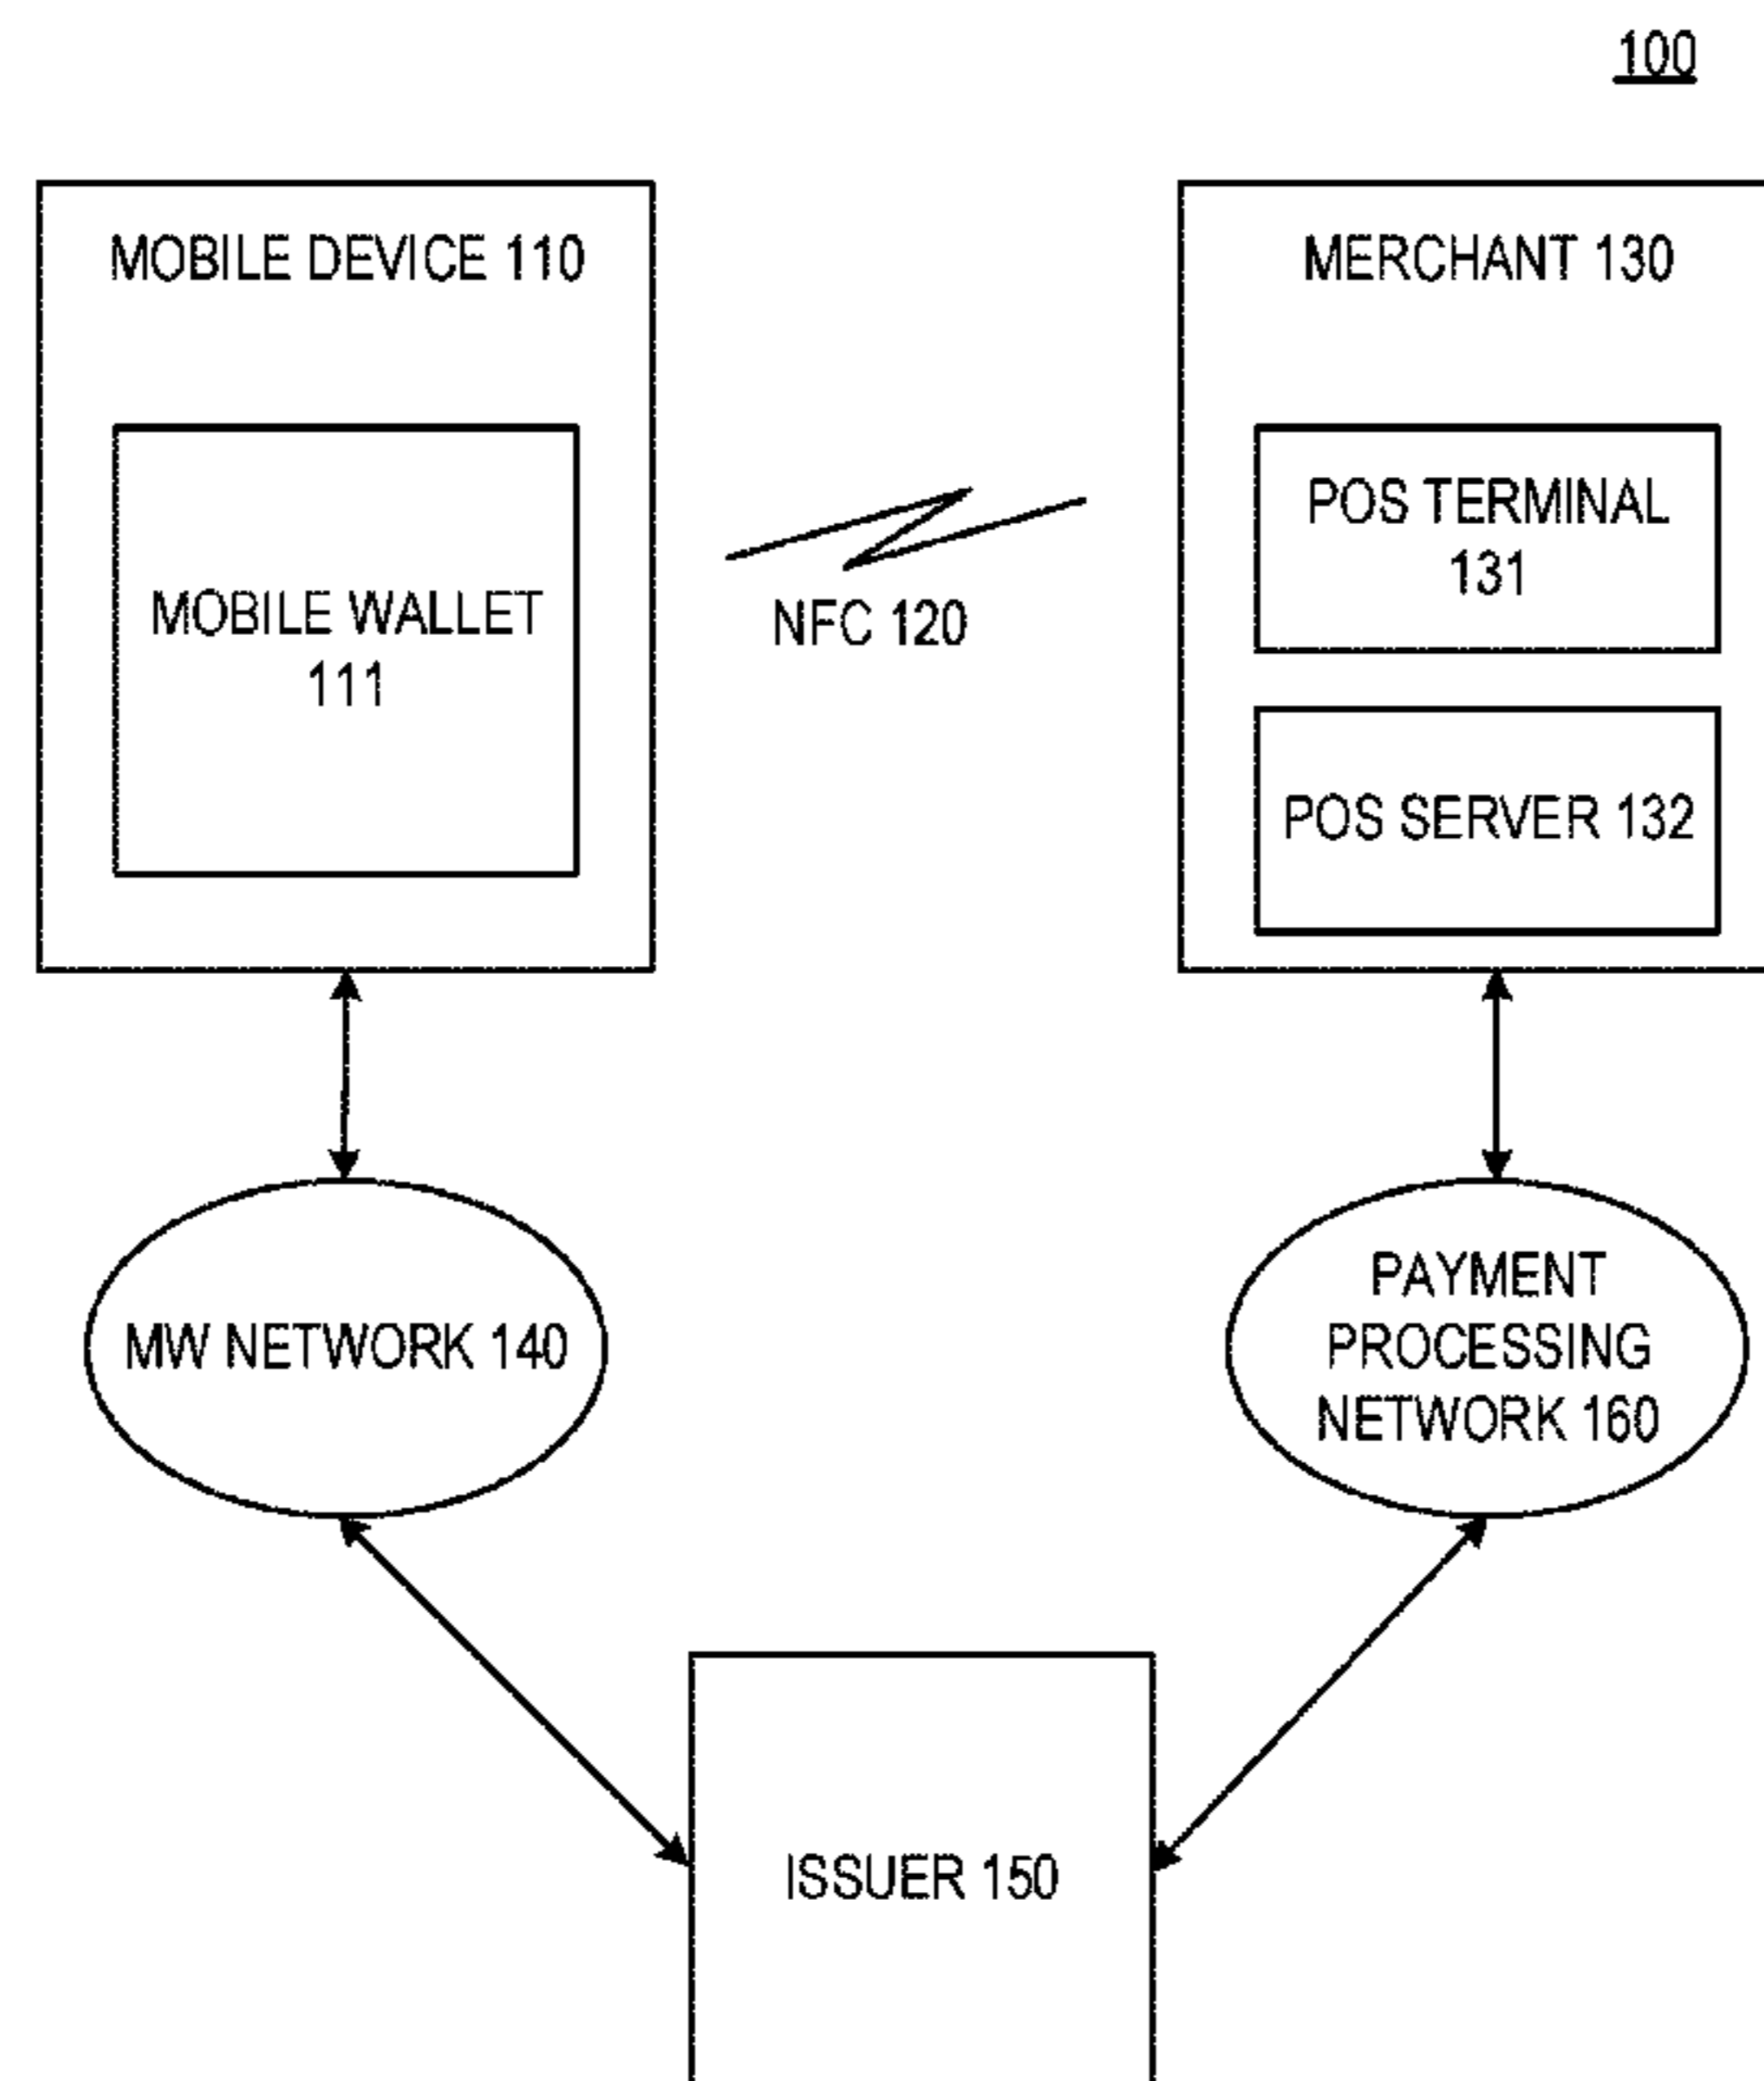 100
MOBILE DEVICE 110
MERCHANT 130
MOBILE WALLET
111
NFC 120
POS TERMINAL
131
POS SERVER 132
MW NETWORK 140
PAYMENT
PROCESSING
NETWORK 160
ISSUER 150